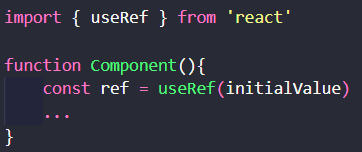 import { useRef } from 'react'
function Component(){
const ref = useRef(initialValue)
...
}